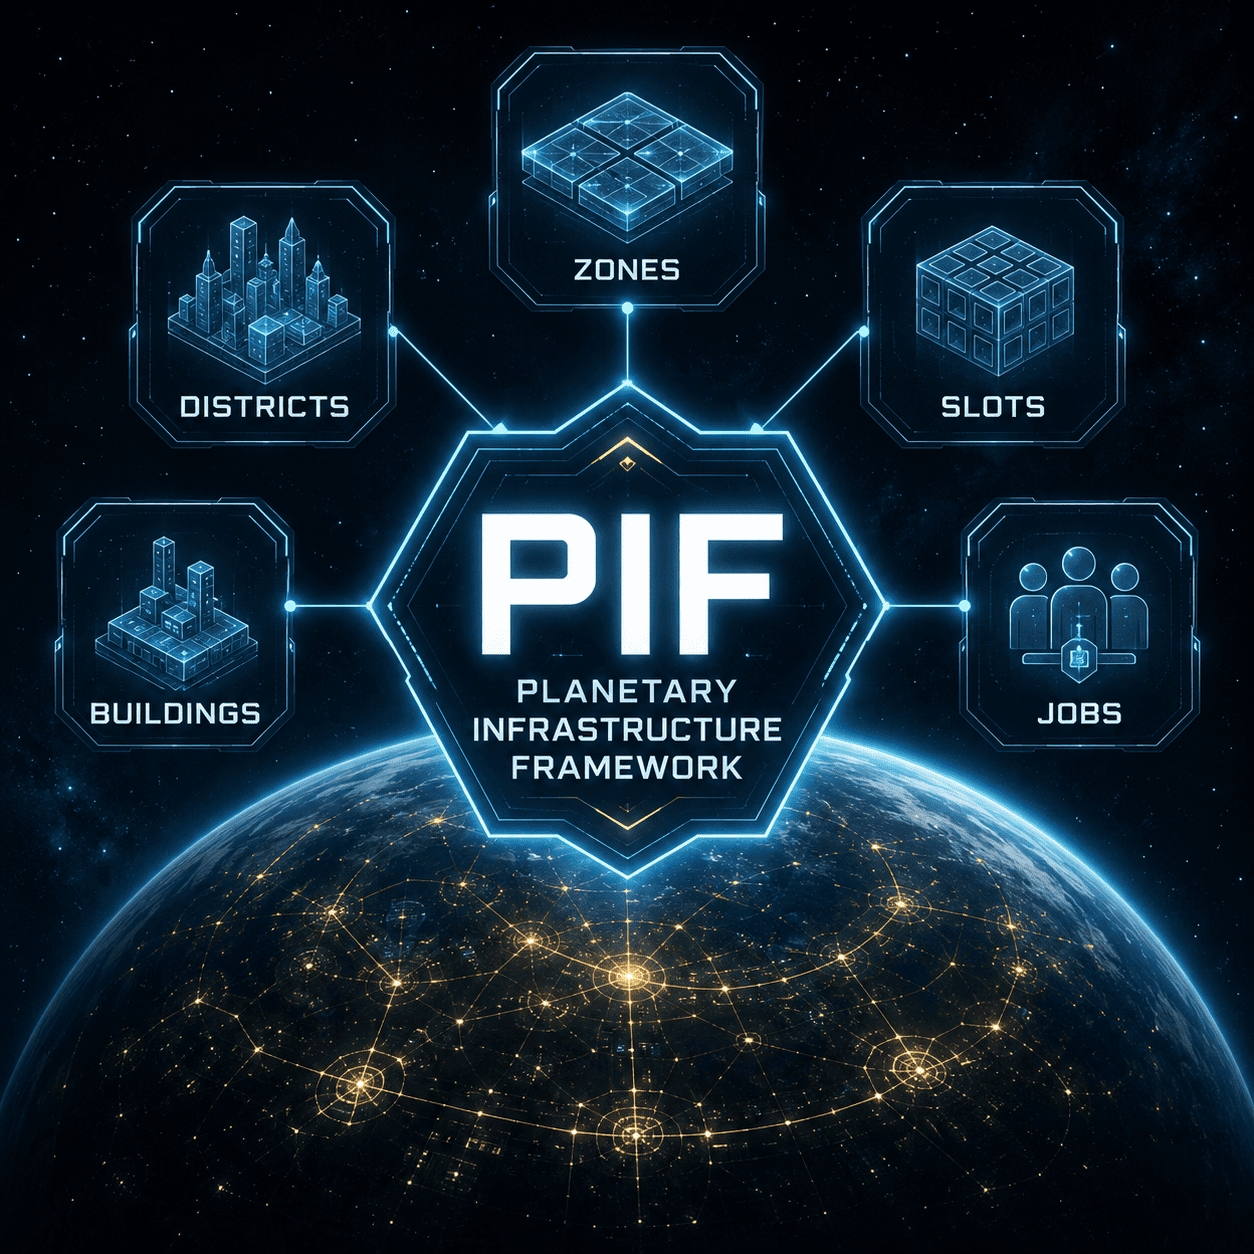 ZONES
DISTRICTS
SLOTS
PIF
PLANETARY
INFRASTRUCTURE
FRAMEWORK
BUILDINGS
JOBS